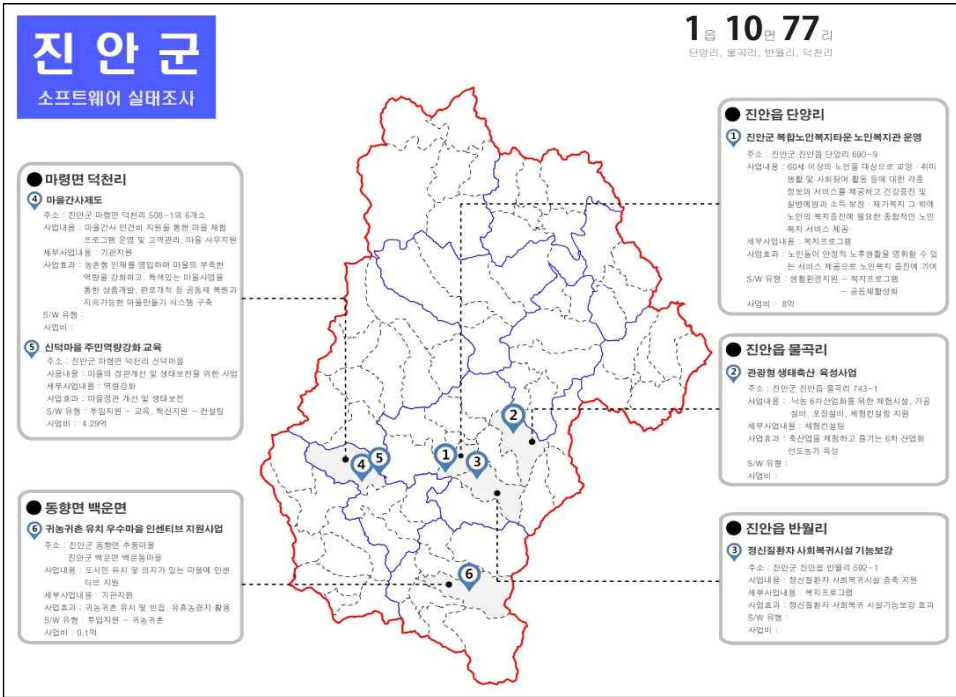 진안군
소프트웨어 실태조사
1읍 10면 77리
단양리, 물곡리, 반월리, 덕천리
● 마령면 덕천리
4 마을간사제도
주소 : 진안군 마령면 덕천리 508-1외 6개소
사업내용 : 마을간사 인건비 지원을 통한 마을 체험
프로그램 운영 및 고객관리, 마을 사무지원
세부사업내용 : 기관지원
사업효과 : 농촌형 인재를 영입하여 마을의 부족한
역량을 강화하고, 특색있는 마을사업을
통한 상품개발, 판로개척 등 공동체 복원과
지속가능한 마을만들기 시스템 구축
S/W 유형 :
사업비 :
5 신덕마을 주민역량강화 교육
주소 : 진안군 마령면 덕천리 신덕마을
사용내용 : 마을의 경관개선 및 생태보전을 위한 사업
세부사업내용 : 역량강화
사업효과 : 마을경관 개선 및 생태보전
S/W 유형 : 투입지원 - 교육, 혁신지원 - 컨설팅
사업비 : 4.29억
● 동향면 백운면
6 귀농귀촌 유치 우수마을 인센티브 지원사업
주소 : 진안군 동향면 추동마을
진안군 백운면 백운동마을
사업내용 : 도시민 유치 및 의지가 있는 마을에 인센
티브 지원
세부사업내용 : 기관지원
사업효과 : 귀농귀촌 유치 및 빈집, 유휴농경지 활용
S/W 유형 투입지원 - 귀농귀촌
사업비 : 0.1억
4
5
1
3
2
6
● 진안읍 단양리
1 진안군 복합노인복지타운 노인복지관 운영
주소 : 진안군 진안읍 단양리 690-9
사업내용 : 60세 이상의 노인을 대상으로 교양 · 취미
생활 및 사회참여 활동 등에 대한 각종
정보와 서비스를 제공하고 건강증진 및
질병예방과 소득 보장 · 재가복지 그 밖에
노인의 복지증진에 필요한 종합적인 노인
복지 서비스 제공
세부사업내용 : 복지프로그램
사업효과 : 노인들이 안정적 노후생활을 영위할 수 있
는 서비스 제공으로 노인복지 증진에 기여
S/W 유형 : 생활환경지원 - 복지프로그램
- 공동체활성화
사업비 : 8억
● 진안읍 물곡리
2 관광형 생태축산 육성사업
주소 : 진안군 진안읍 물곡리 743-1
사업내용 : 낙농 6차산업화를 위한 체험시설, 가공
설비, 포장설비, 체험컨설팅 지원
세부사업내용 : 체험컨설팅
사업효과 : 축산업을 체험하고 즐기는 6차 산업화
선도농가 육성
S/W 유형 :
사업비 :
● 진안읍 반월리
3 정신질환자 사회복귀시설 기능보강
주소 : 진안군 진안읍 반월리 592-1
사업내용 : 정신질환자 사회복귀시설 증축 지원
세부사업내용 : 복지프로그램
사업효과 : 정신질환자 사회복귀 시설기능보강 효과
S/W 유형 :
사업비 :